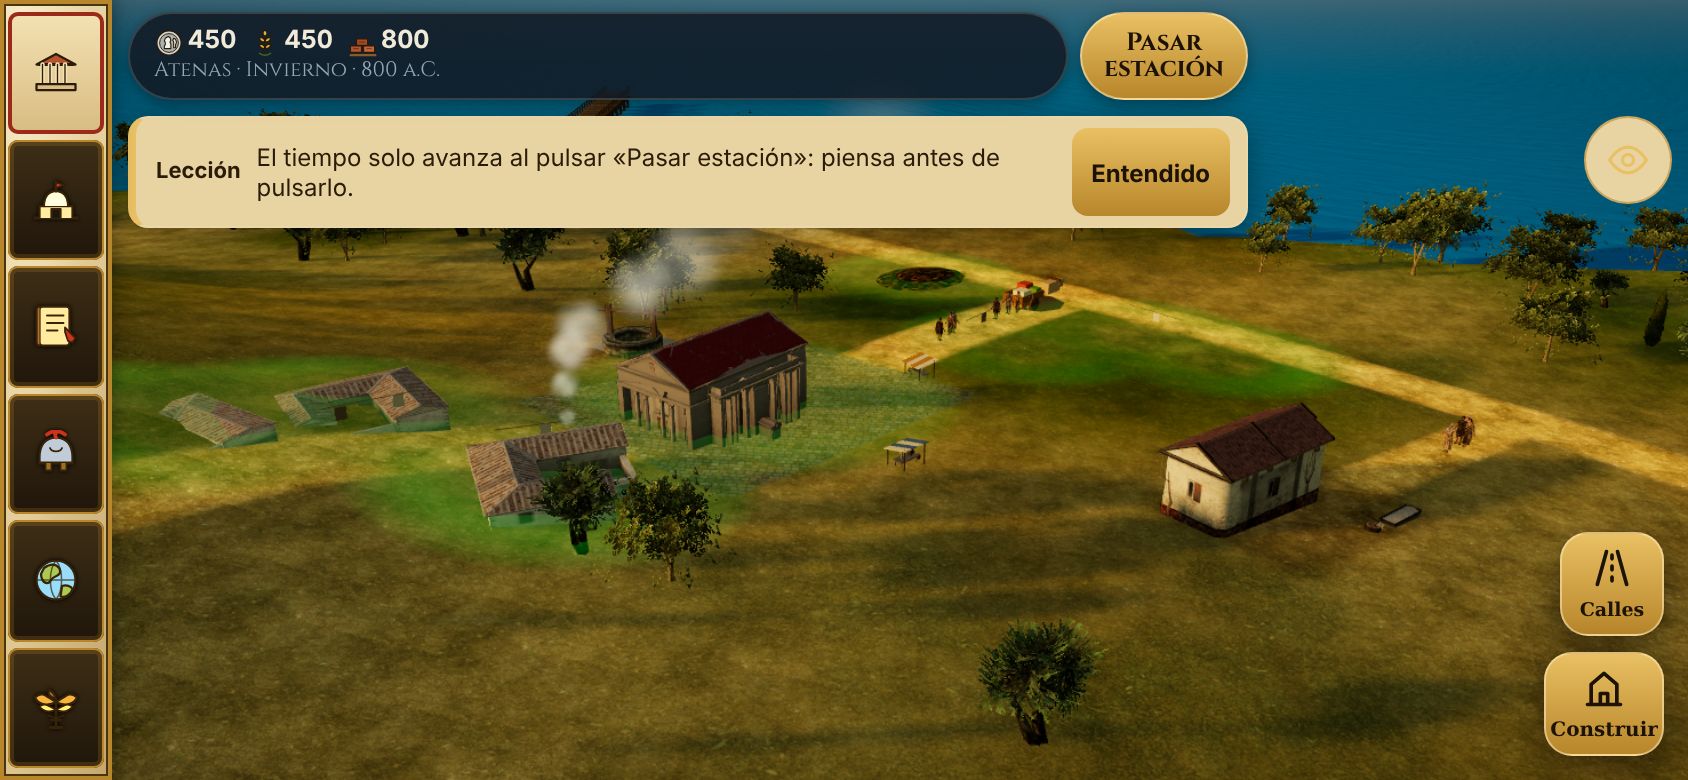 450 450 800
Atenas · Invierno · 800 a.C.
Pasar
estación
Lección
El tiempo solo avanza al pulsar «Pasar estación»: piensa antes de
pulsarlo.
Entendido
Calles
Construir